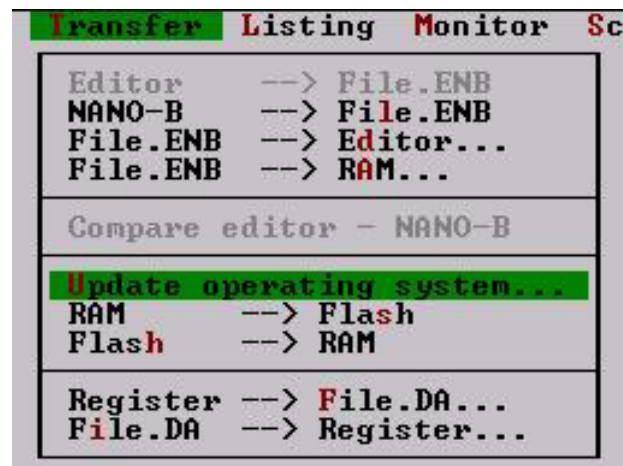 Transfer Listing Monitor Sc
Editor --> File.ENB
NANO-B --> File.ENB
File.ENB --> Editor...
File.ENB --> RAM...
Compare editor - NANO-B
Update operating system...
RAM --> Flash
Flash --> RAM
Register --> File.DA...
File.DA --> Register...